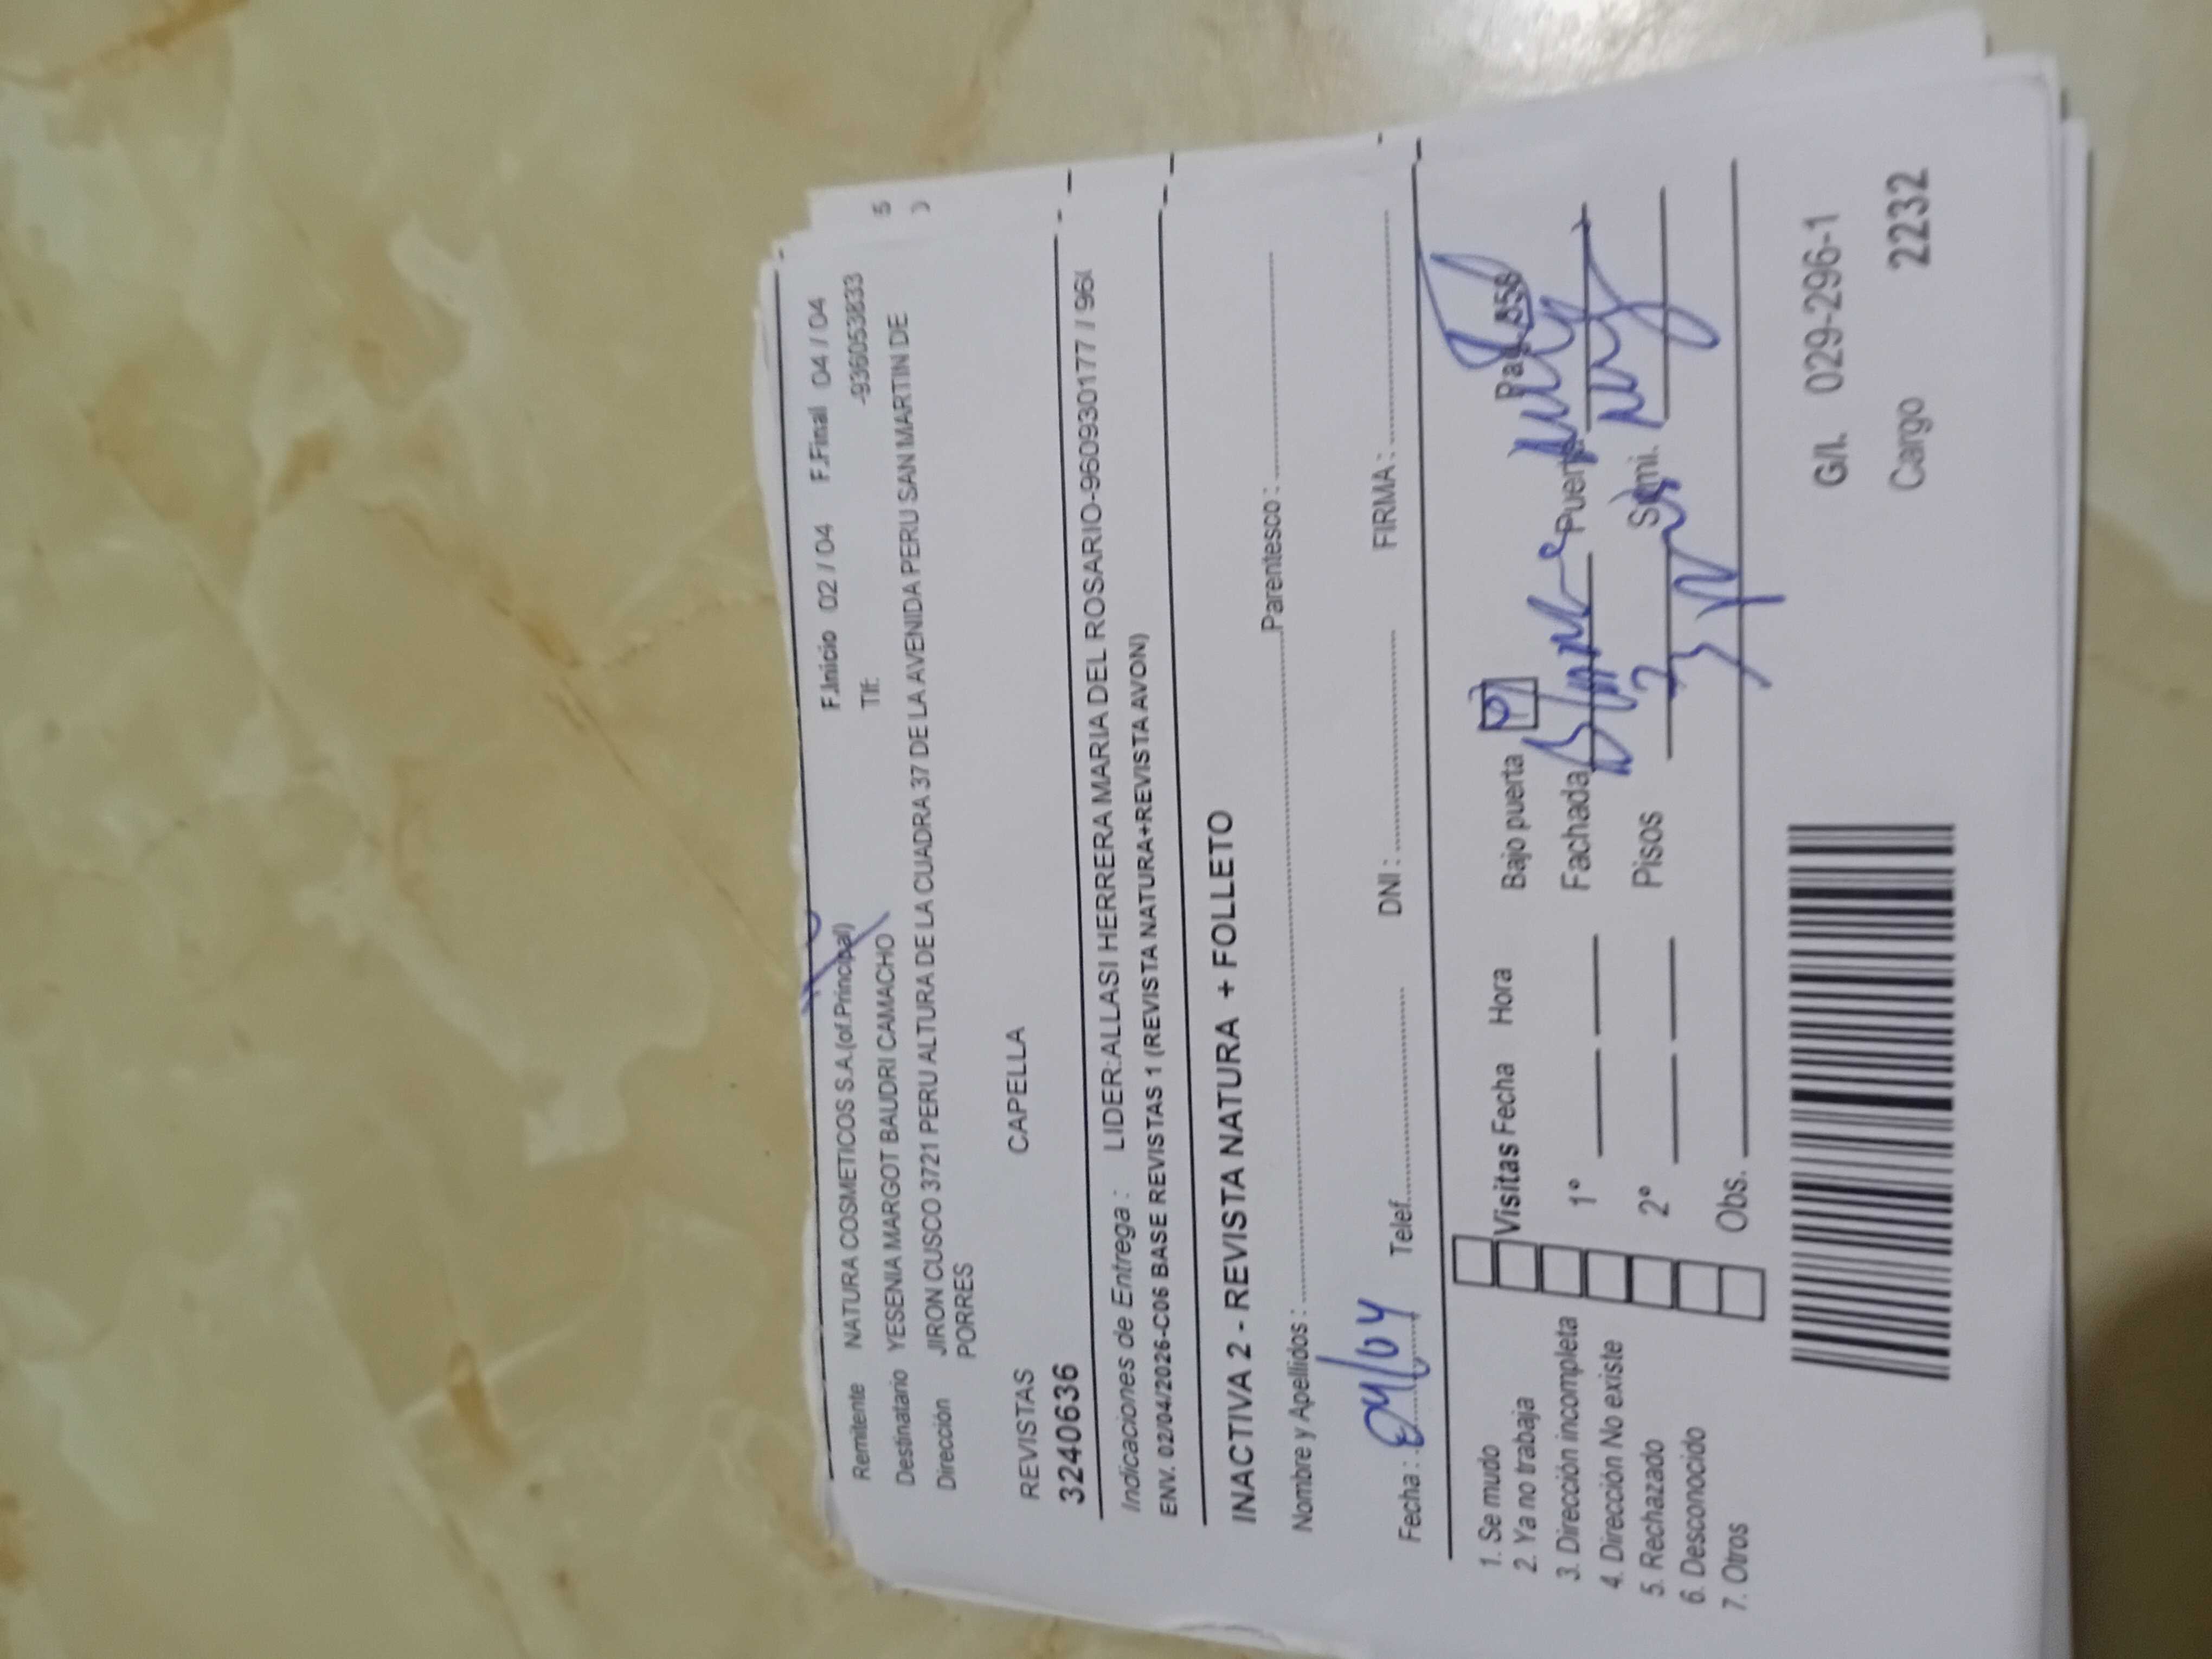 F.Inicio 02 / 04 F.Final 04 / 04
Remitente NATURA COSMETICOS S.A.(of.Principal) Tlf: -936053833
Destinatario YESENIA MARGOT BAUDRI CAMACHO 5
Dirección JIRON CUSCO 3721 PERU ALTURA DE LA CUADRA 37 DE LA AVENIDA PERU SAN MARTIN DE )
PORRES
REVISTAS CAPELLA
3240636
Indicaciones de Entrega : LIDER:ALLASI HERRERA MARIA DEL ROSARIO-960930177 / 96
ENV. 02/04/2026-C06 BASE REVISTAS 1 (REVISTA NATURA+REVISTA AVON)
INACTIVA 2 - REVISTA NATURA + FOLLETO
Nombre y Apellidos : Parentesco :
Fecha : 04/04 Telef. DNI : FIRMA :
1. Se mudo
2. Ya no trabaja Visitas Fecha Hora Bajo puerta
3. Dirección incompleta 1º Fachada Puerta
4. Dirección No existe
5. Rechazado 2º Pisos 3 Sumi.
6. Desconocido
7. Otros Obs.
G/I. 029-296-1
Cargo 2232